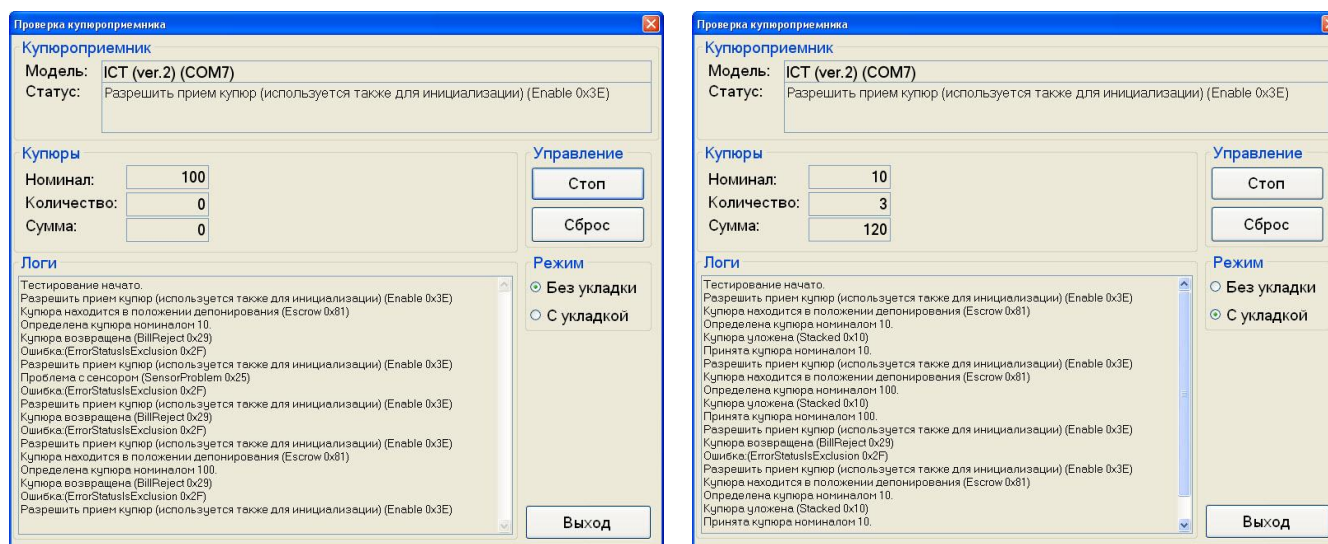 Проверка купюроприемника
Купюроприемник
Модель: ICT (ver.2) (COM7)
Статус: Разрешить прием купюр (используется также для инициализации) (Enable 0x3E)
Купюры
Номинал: 100
Количество: 0
Сумма: 0
Управление
Стоп
Сброс
Логи
Тестирование начато.
Разрешить прием купюр (используется также для инициализации) (Enable 0x3E)
Купюра находится в положении депонирования (Escrow 0x81)
Определена купюра номиналом 10.
Купюра возвращена (BillReject 0x29)
Ошибка:(ErrorStatusIsExclusion 0x2F)
Разрешить прием купюр (используется также для инициализации) (Enable 0x3E)
Проблема с сенсором (SensorProblem 0x25)
Ошибка:(ErrorStatusIsExclusion 0x2F)
Разрешить прием купюр (используется также для инициализации) (Enable 0x3E)
Купюра возвращена (BillReject 0x29)
Ошибка:(ErrorStatusIsExclusion 0x2F)
Разрешить прием купюр (используется также для инициализации) (Enable 0x3E)
Купюра находится в положении депонирования (Escrow 0x81)
Определена купюра номиналом 100.
Купюра возвращена (BillReject 0x29)
Ошибка:(ErrorStatusIsExclusion 0x2F)
Разрешить прием купюр (используется также для инициализации) (Enable 0x3E)
Режим
Без укладки
С укладкой
Выход
Проверка купюроприемника
Купюроприемник
Модель: ICT (ver.2) (COM7)
Статус: Разрешить прием купюр (используется также для инициализации) (Enable 0x3E)
Купюры
Номинал: 10
Количество: 3
Сумма: 120
Управление
Стоп
Сброс
Логи
Тестирование начато.
Разрешить прием купюр (используется также для инициализации) (Enable 0x3E)
Купюра находится в положении депонирования (Escrow 0x81)
Определена купюра номиналом 10.
Купюра уложена (Stacked 0x10)
Принята купюра номиналом 10.
Разрешить прием купюр (используется также для инициализации) (Enable 0x3E)
Купюра находится в положении депонирования (Escrow 0x81)
Определена купюра номиналом 100.
Купюра уложена (Stacked 0x10)
Принята купюра номиналом 100.
Разрешить прием купюр (используется также для инициализации) (Enable 0x3E)
Купюра возвращена (BillReject 0x29)
Ошибка:(ErrorStatusIsExclusion 0x2F)
Разрешить прием купюр (используется также для инициализации) (Enable 0x3E)
Купюра находится в положении депонирования (Escrow 0x81)
Определена купюра номиналом 10.
Купюра уложена (Stacked 0x10)
Принята купюра номиналом 10.
Режим
Без укладки
С укладкой
Выход